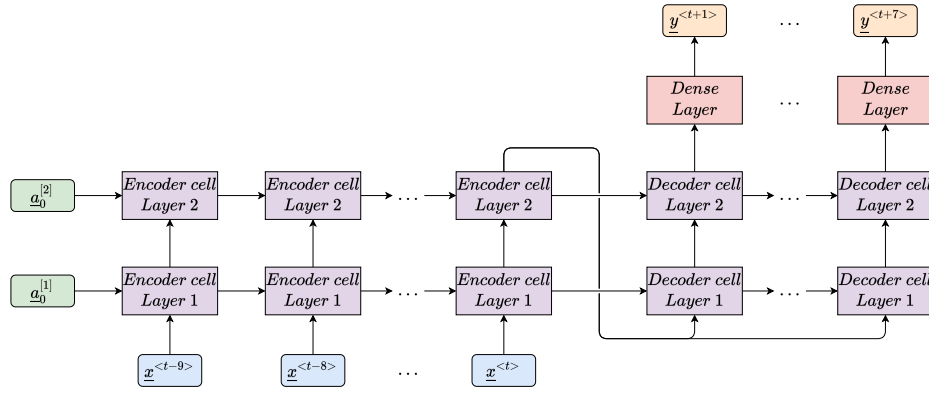 y^{<t+1>} ... y^{<t+7>}
Dense Layer ... Dense Layer
a_0^{[2]} Encoder cell Layer 2 Encoder cell Layer 2 ... Encoder cell Layer 2 Decoder cell Layer 2 ... Decoder cell Layer 2
a_0^{[1]} Encoder cell Layer 1 Encoder cell Layer 1 ... Encoder cell Layer 1 Decoder cell Layer 1 ... Decoder cell Layer 1
x^{<t-9>} x^{<t-8>} ... x^{<t>}